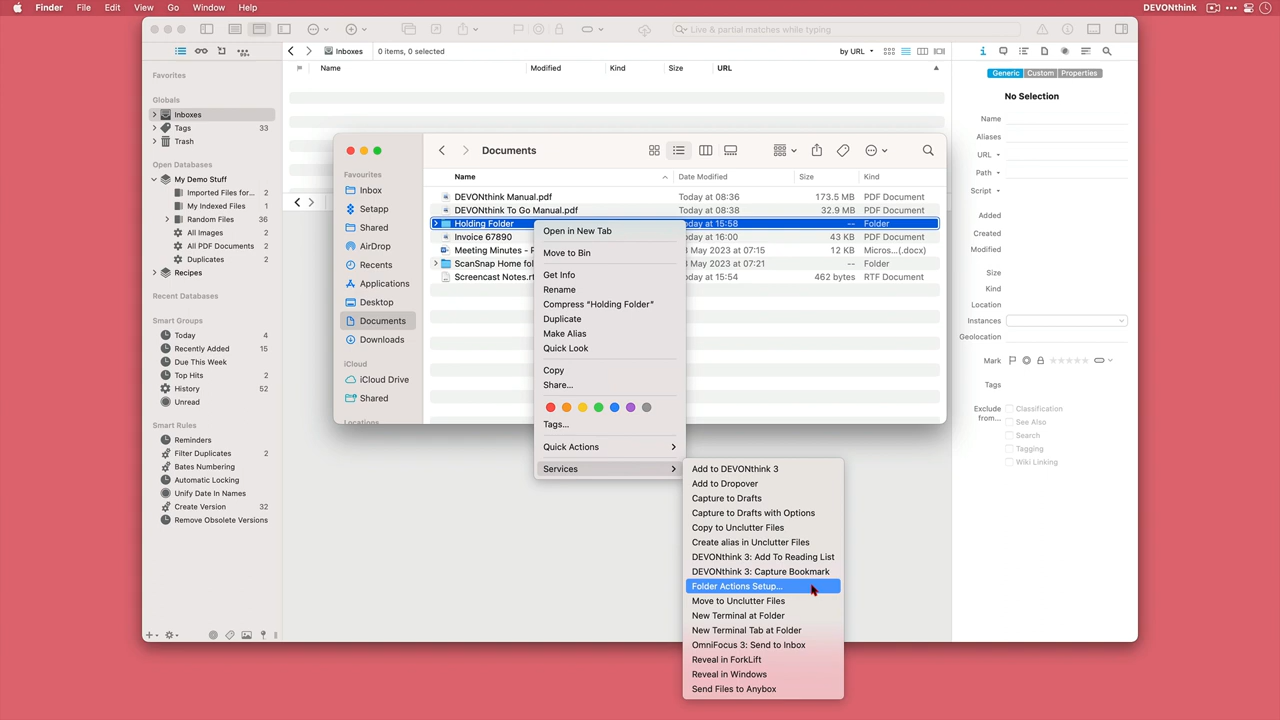 Finder File Edit View Go Window Help DEVONthink
Live & partial matches while typing
Inboxes 0 items, 0 selected by URL
Name Modified Kind Size URL
Favorites
Globals
Inboxes
Tags 33
Trash
Open Databases
My Demo Stuff
Imported Files for... 2
My Indexed Files 2
Random Files 36
All Images 2
All PDF Documents 2
Duplicates 2
Recipes
Recent Databases
Smart Groups
Today 4
Recently Added 15
Due This Week
Top Hits 2
History 52
Unread
Smart Rules
Reminders
Filter Duplicates 2
Bates Numbering
Automatic Locking
Unify Date In Names
Create Version 32
Remove Obsolete Versions
Documents
Favourites
Inbox
Setapp
Shared
AirDrop
Recents
Applications
Desktop
Documents
Downloads
iCloud
iCloud Drive
Shared
Locations
Name Date Modified Size Kind
DEVONthink Manual.pdf Today at 08:36 173.5 MB PDF Document
DEVONthink To Go Manual.pdf Today at 08:38 32.9 MB PDF Document
Holding Folder oday at 15:58 -- Folder
Invoice 67890 oday at 16:00 43 KB PDF Document
Meeting Minutes - P 3 May 2023 at 07:15 12 KB Micros...(.docx)
ScanSnap Home fol 3 May 2023 at 07:21 -- Folder
Screencast Notes.rt oday at 15:54 462 bytes RTF Document
Open in New Tab
Move to Bin
Get Info
Rename
Compress “Holding Folder”
Duplicate
Make Alias
Quick Look
Copy
Share...
Tags...
Quick Actions
Services
Add to DEVONthink 3
Add to Dropover
Capture to Drafts
Capture to Drafts with Options
Copy to Unclutter Files
Create alias in Unclutter Files
DEVONthink 3: Add To Reading List
DEVONthink 3: Capture Bookmark
Folder Actions Setup...
Move to Unclutter Files
New Terminal at Folder
New Terminal Tab at Folder
OmniFocus 3: Send to Inbox
Reveal in ForkLift
Reveal in Windows
Send Files to Anybox
Generic Custom Properties
No Selection
Name
Aliases
URL
Path
Script
Added
Created
Modified
Size
Kind
Location
Instances
Geolocation
Mark
Tags
Exclude from...
Classification
See Also
Search
Tagging
Wiki Linking